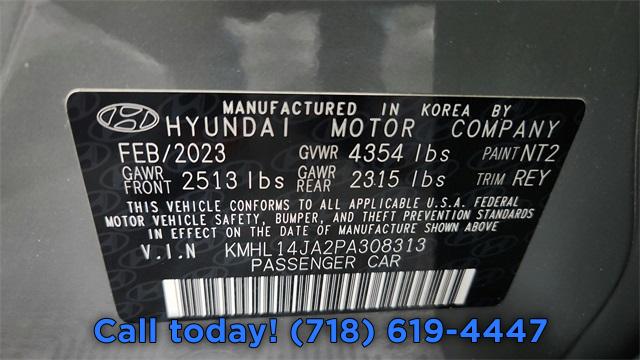 MANUFACTURED IN KOREA BY
HYUNDAI MOTOR COMPANY
FEB/2023 GVWR 4354 lbs PAINT NT2
GAWR FRONT 2513 lbs GAWR REAR 2315 lbs TRIM REY
THIS VEHICLE CONFORMS TO ALL APPLICABLE U.S.A. FEDERAL
MOTOR VEHICLE SAFETY, BUMPER, AND THEFT PREVENTION STANDARDS
IN EFFECT ON THE DATE OF MANUFACTURE SHOWN ABOVE
V.I.N KMHL14JA2PA308313
PASSENGER CAR
Call today! (718) 619-4447